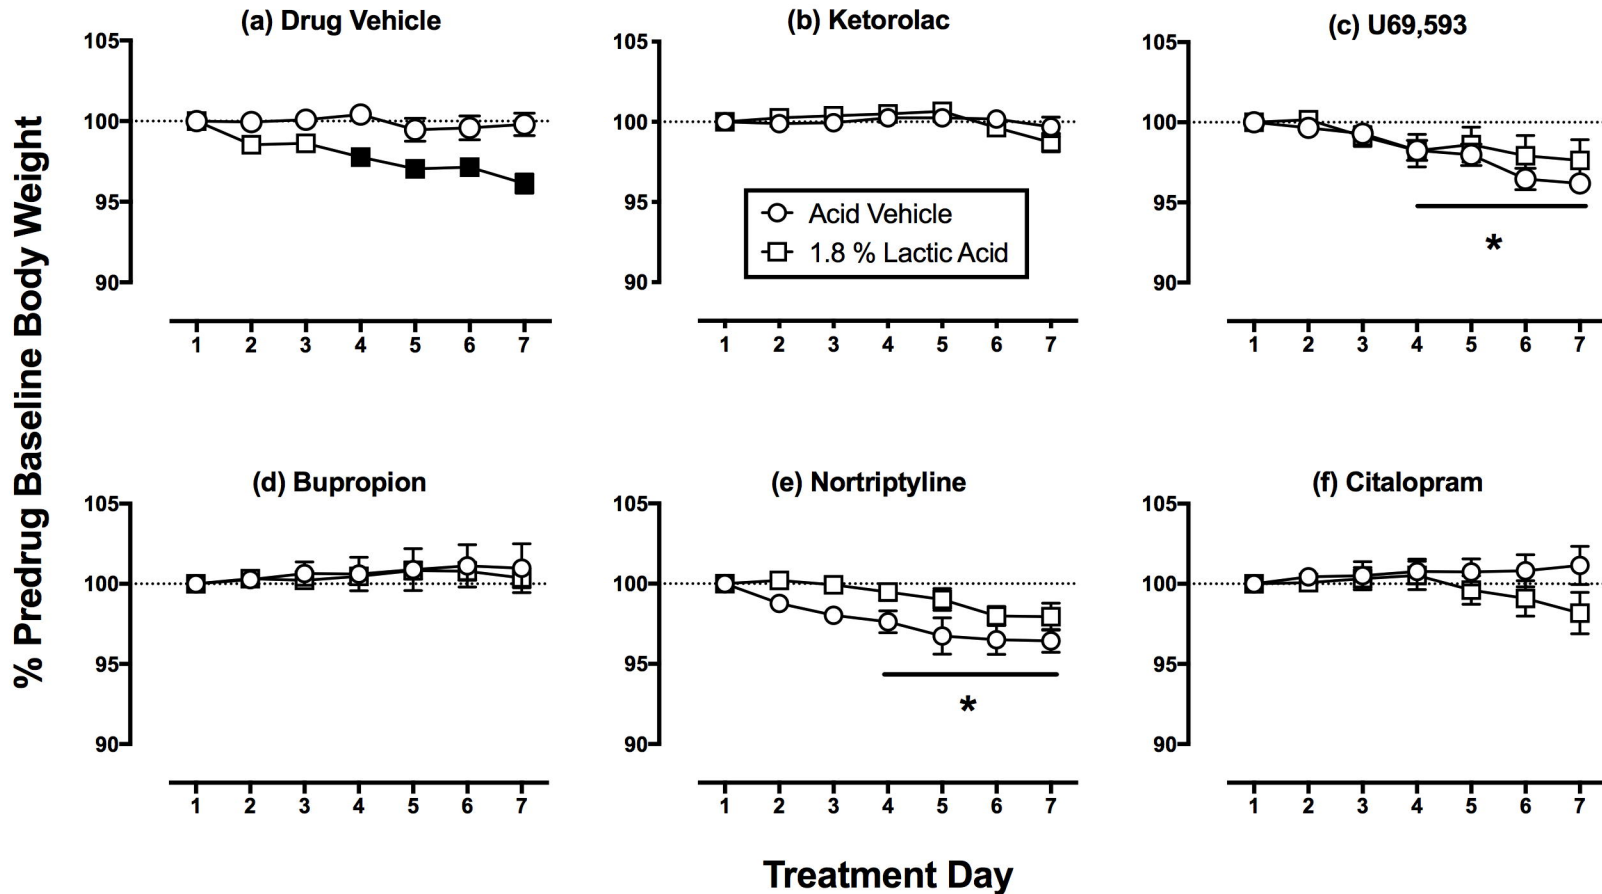 % Predrug Baseline Body Weight
(a) Drug Vehicle
105
100
95
90
1 2 3 4 5 6 7
(b) Ketorolac
105
100
95
90
Acid Vehicle
1.8 % Lactic Acid
1 2 3 4 5 6 7
(c) U69,593
105
100
95
90
*
1 2 3 4 5 6 7
(d) Bupropion
105
100
95
90
1 2 3 4 5 6 7
(e) Nortriptyline
105
100
95
90
*
1 2 3 4 5 6 7
(f) Citalopram
105
100
95
90
1 2 3 4 5 6 7
Treatment Day